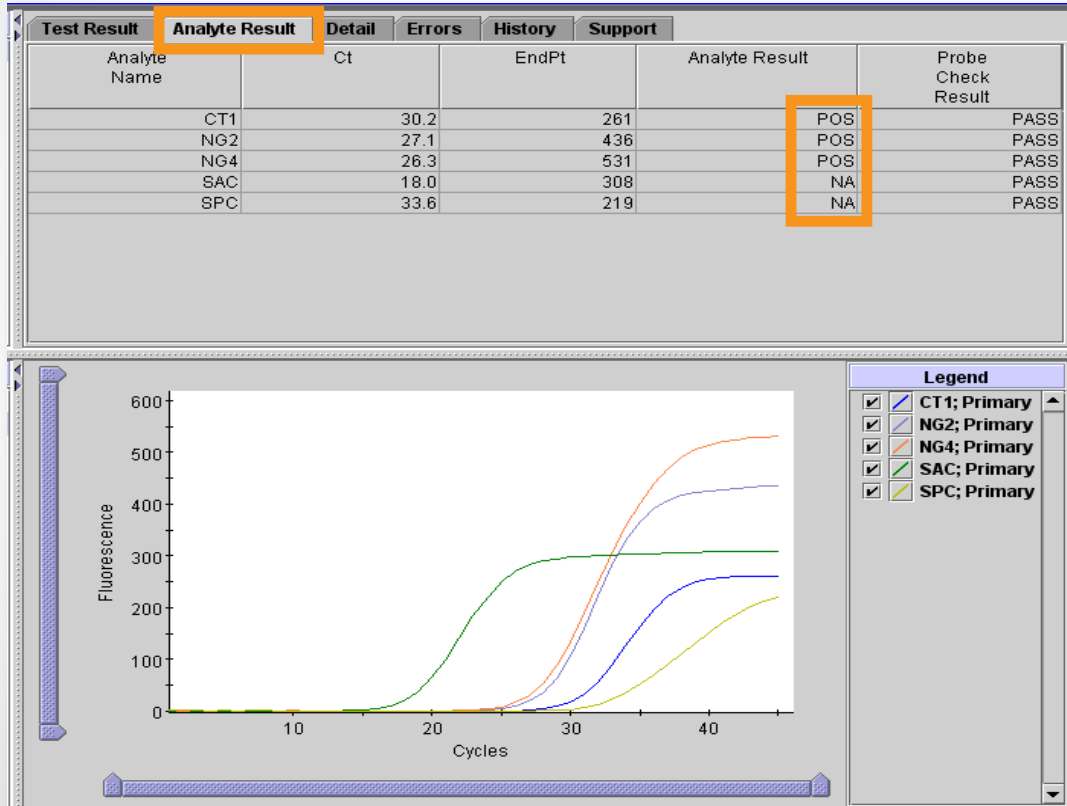 Test Result Analyte Result Detail Errors History Support
Analyte Name Ct EndPt Analyte Result Probe Check Result
CT1 30.2 261 POS PASS
NG2 27.1 436 POS PASS
NG4 26.3 531 POS PASS
SAC 18.0 308 NA PASS
SPC 33.6 219 NA PASS
Legend
CT1; Primary
NG2; Primary
NG4; Primary
SAC; Primary
SPC; Primary
600
500
400
300
200
100
0
Fluorescence
10 20 30 40
Cycles